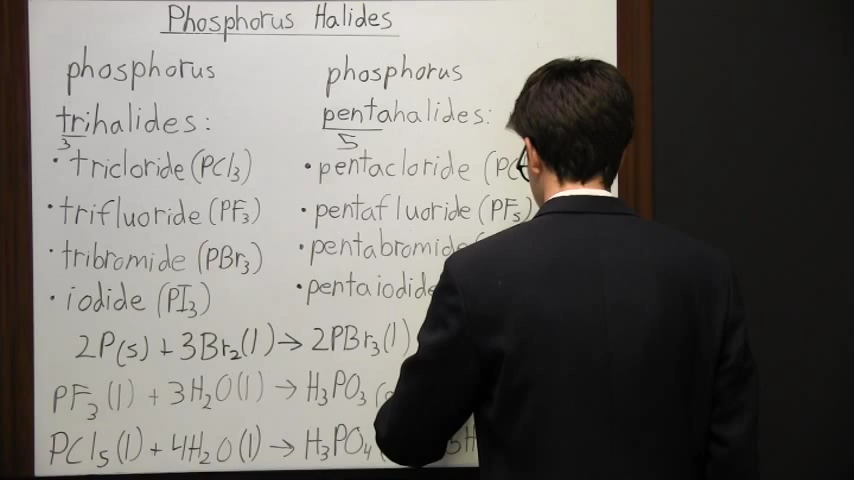 Phosphorus Halides
phosphorus
trihalides:
3
• tricloride (PCl₃)
• trifluoride (PF₃)
• tribromide (PBr₃)
• iodide (PI₃)
phosphorus
pentahalides:
5
• pentacloride (PC
• pentafluoride (PF₅)
• pentabromide
• pentaiodide
2P(s) + 3Br₂(l) → 2PBr₃(l)
PF₃(l) + 3H₂O(l) → H₃PO₃(
PCl₅(l) + 4H₂O(l) → H₃PO₄( 5H